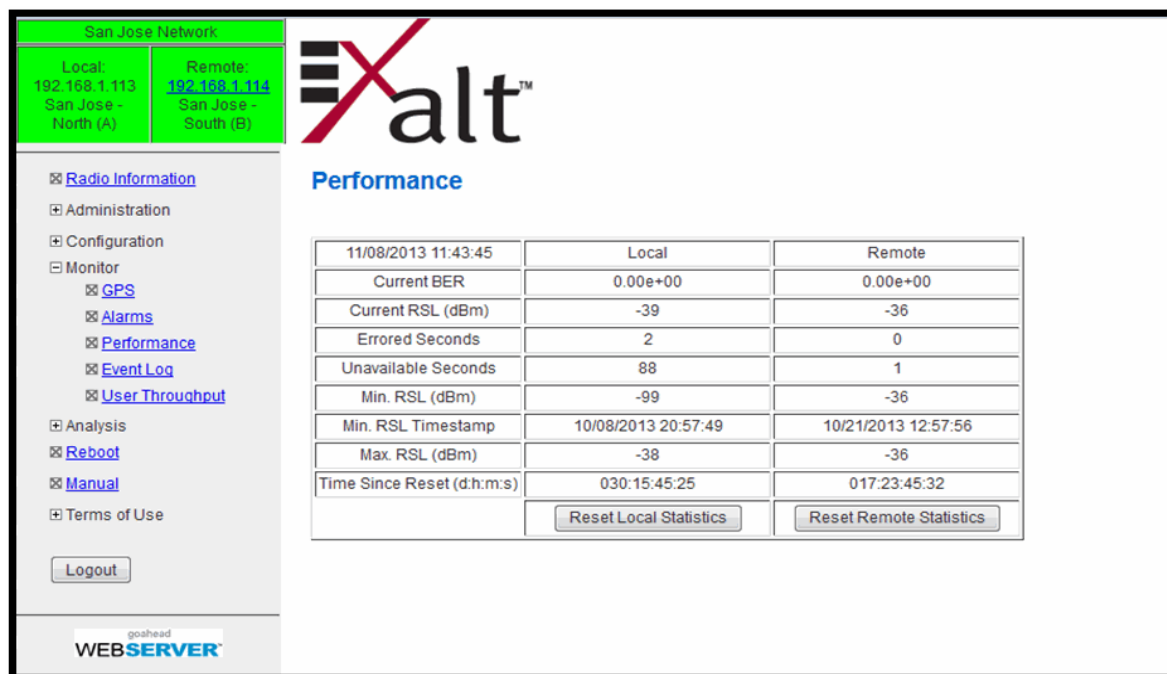 San Jose Network
Local:
192.168.1.113
San Jose -
North (A)
Remote:
192.168.1.114
San Jose -
South (B)
EXalt™
Radio Information
Administration
Configuration
Monitor
GPS
Alarms
Performance
Event Log
User Throughput
Analysis
Reboot
Manual
Terms of Use
Logout
goahead
WEBSERVER
Performance
11/08/2013 11:43:45 Local Remote
Current BER 0.00e+00 0.00e+00
Current RSL (dBm) -39 -36
Errored Seconds 2 0
Unavailable Seconds 88 1
Min. RSL (dBm) -99 -36
Min. RSL Timestamp 10/08/2013 20:57:49 10/21/2013 12:57:56
Max. RSL (dBm) -38 -36
Time Since Reset (d:h:m:s) 030:15:45:25 017:23:45:32
Reset Local Statistics Reset Remote Statistics